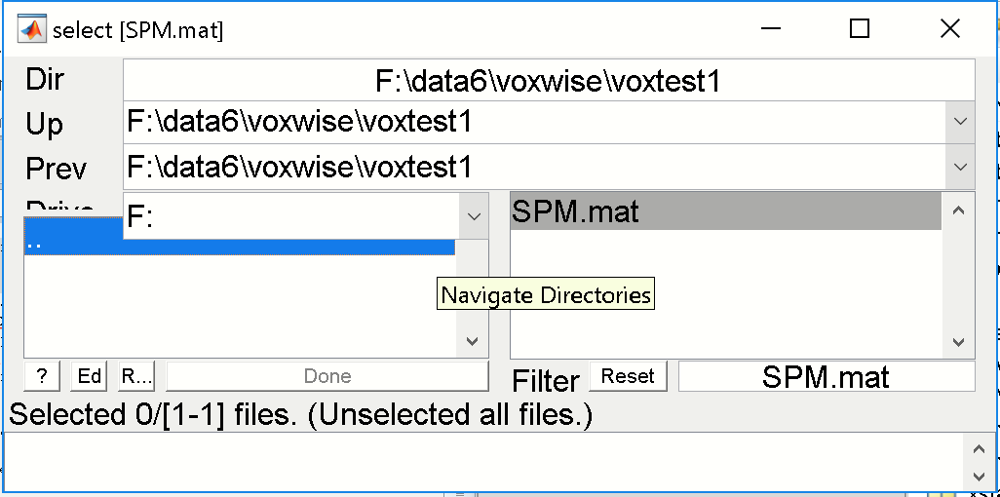 select [SPM.mat]
Dir F:\data6\voxwise\voxtest1
Up F:\data6\voxwise\voxtest1
Prev F:\data6\voxwise\voxtest1
Drive F:
SPM.mat
..
Navigate Directories
? Ed R... Done Filter Reset SPM.mat
Selected 0/[1-1] files. (Unselected all files.)